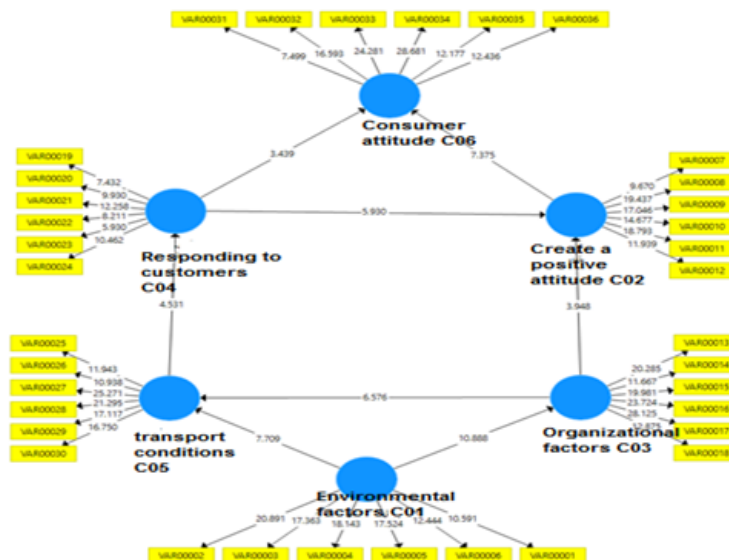 VAR00031
VAR00032
VAR00033
VAR00034
VAR00035
VAR00036
7.499
16.593
24.281
28.681
12.177
12.436
Consumer
attitude C06
3.439
7.375
VAR00019
VAR00020
VAR00021
VAR00022
VAR00023
VAR00024
7.432
9.930
12.258
8.211
5.930
10.462
Responding to
customers
C04
5.930
VAR00007
VAR00008
VAR00009
VAR00010
VAR00011
VAR00012
9.670
19.437
17.046
14.677
18.793
11.939
Create a
positive
attitude C02
4.531
3.948
VAR00025
VAR00026
VAR00027
VAR00028
VAR00029
VAR00030
11.943
10.938
25.271
21.295
17.117
16.750
transport
conditions
C05
6.576
VAR00013
VAR00014
VAR00015
VAR00016
VAR00017
VAR00018
20.285
11.667
19.981
23.724
28.125
12.875
Organizational
factors C03
7.709
10.888
Environmental
factors C01
20.891
17.363
18.143
17.524
12.444
10.591
VAR00002
VAR00003
VAR00004
VAR00005
VAR00006
VAR00001